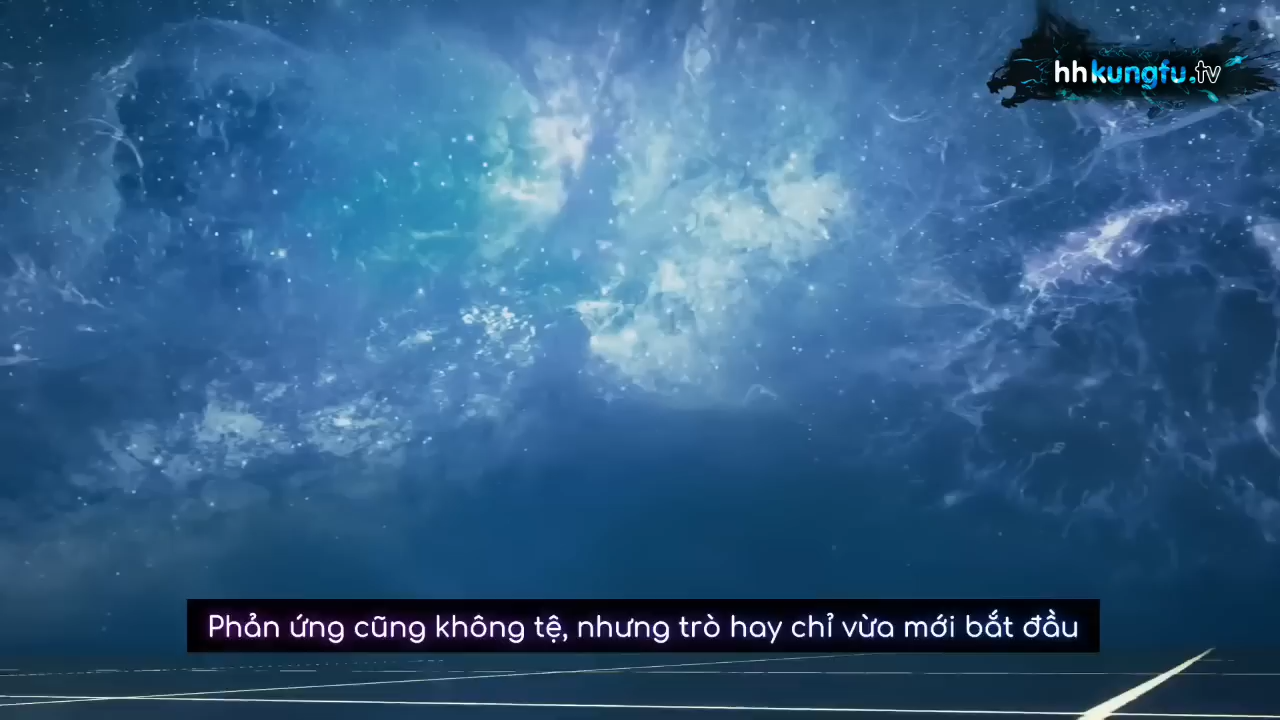 hhkungfu.tv
Phản ứng cũng không tệ, nhưng trò hay chỉ vừa mới bắt đầu